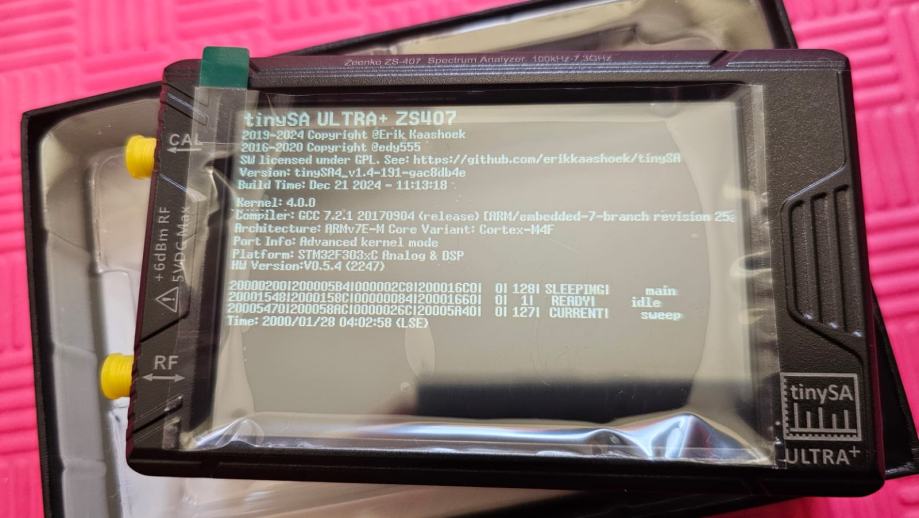 Zeenko ZS-407 Spectrum Analyzer 100kHz-7.3GHz
tinySA ULTRA+ ZS407
2019-2024 Copyright @Erik Kaashoek
2016-2020 Copyright @edy555
SW licensed under GPL. See: https://github.com/erikkaashoek/tinySA
Version: tinySA4_v1.4-191-gac8db4e
Build Time: Dec 21 2024 - 11:13:18
Kernel: 4.0.0
Compiler: GCC 7.2.1 20170904 (release) [ARM/embedded-7-branch revision 255
Architecture: ARMv7E-M Core Variant: Cortex-M4F
Port Info: Advanced kernel mode
Platform: STM32F303xC Analog & DSP
HW Version:V0.5.4 (2247)
20000200|200005B4|000002C8|200016C0| 0|128| SLEEPING| main
20001548|2000158C|00000084|20001660| 0| 1| READY| idle
20005470|200058AC|0000026C|20005A40| 0|127| CURRENT| sweep
Time: 2000/01/28 04:02:58 (LSE)
CAL
+6dBm RF
5VDC Max
RF
tinySA
ULTRA+